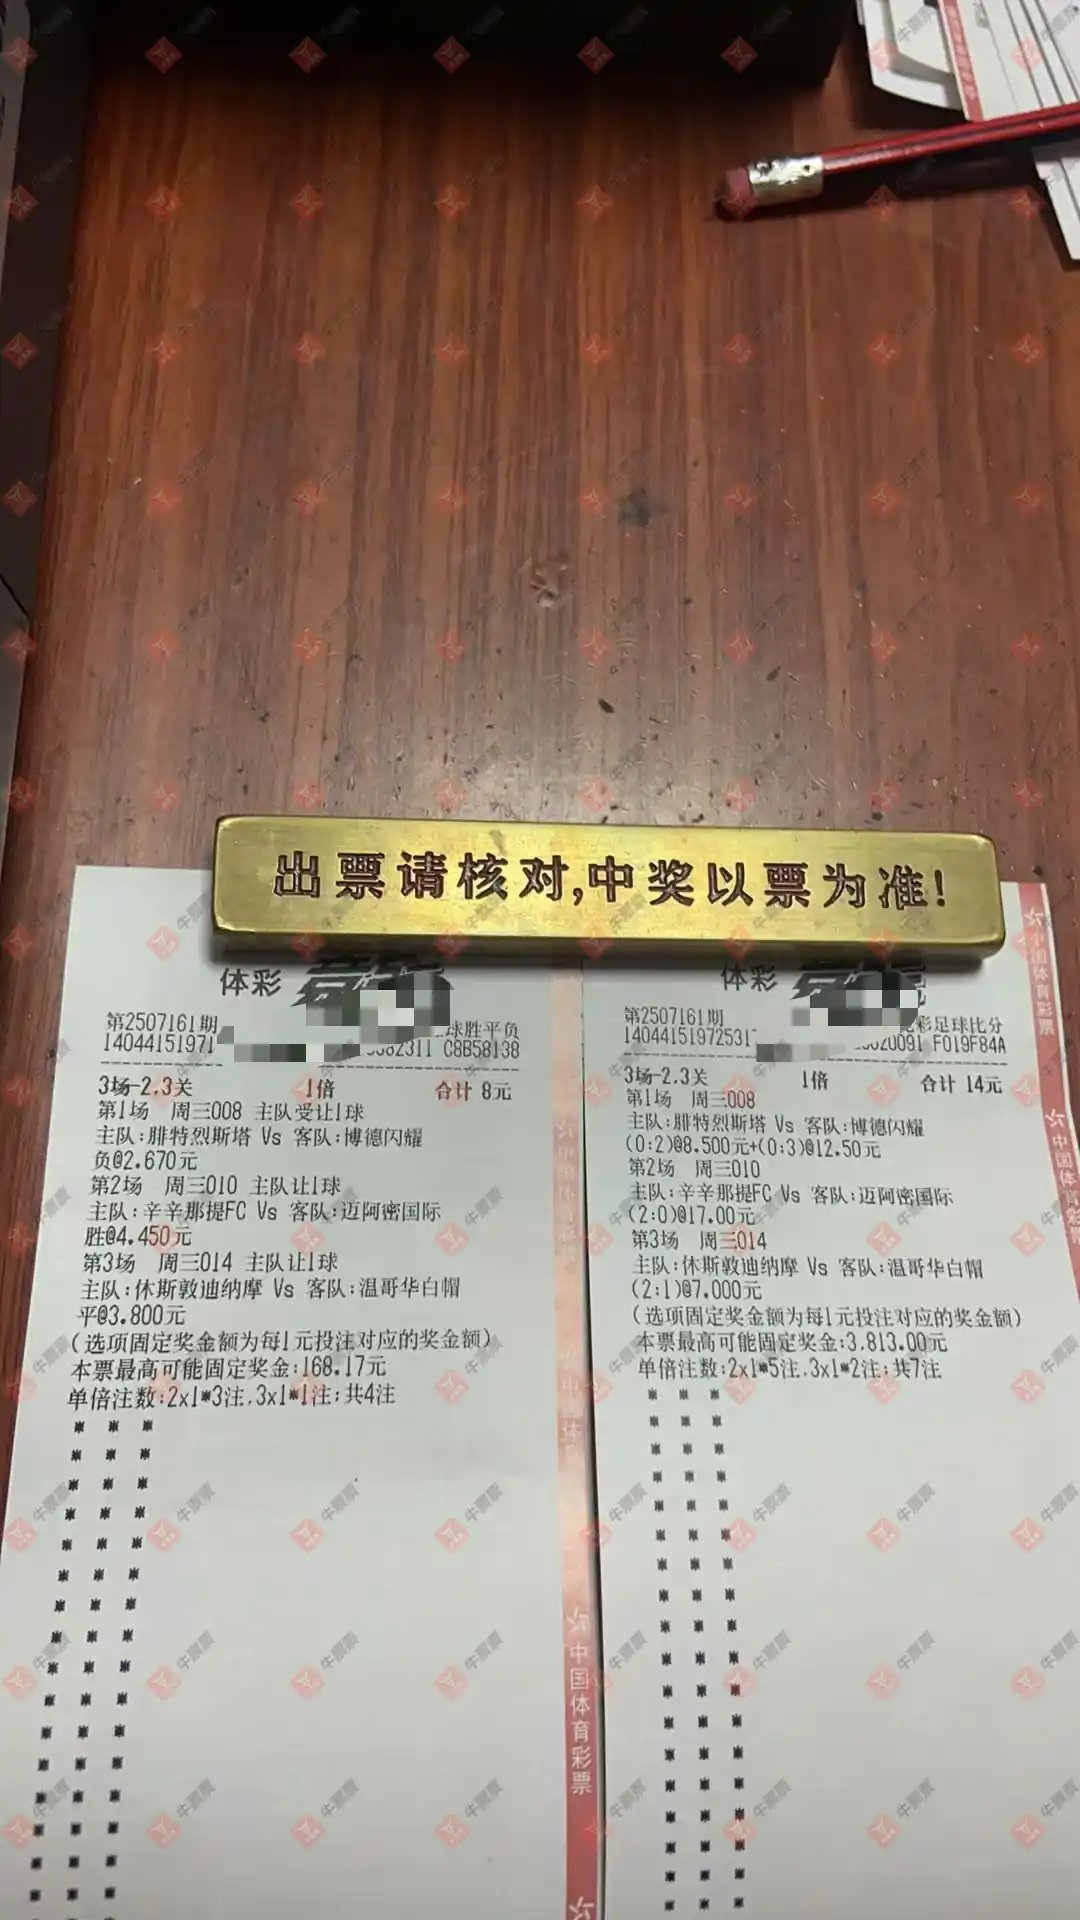 出票请核对,中奖以票为准!
体彩
第2507161期
球胜平负
14044151971
C8B58138
3场-2.3关 1倍 合计 8元
第1场 周三008 主队受让1球
主队:腓特烈斯塔 Vs 客队:博德闪耀
负@2.670元
第2场 周三010 主队让1球
主队:辛辛那提FC Vs 客队:迈阿密国际
胜@4.450元
第3场 周三014 主队让1球
主队:休斯敦迪纳摩 Vs 客队:温哥华白帽
平@3.800元
(选项固定奖金额为每1元投注对应的奖金额)
本票最高可能固定奖金:168.17元
单倍注数:2x1*3注,3x1*1注;共4注
体彩
第2507161期
彩足球比分
1404415197253
F019F84A
3场-2.3关 1倍 合计 14元
第1场 周三008
主队:腓特烈斯塔 Vs 客队:博德闪耀
(0:2)@8.500元+(0:3)@12.50元
第2场 周三010
主队:辛辛那提FC Vs 客队:迈阿密国际
(2:0)@17.00元
第3场 周三014
主队:休斯敦迪纳摩 Vs 客队:温哥华白帽
(2:1)@7.000元
(选项固定奖金额为每1元投注对应的奖金额)
本票最高可能固定奖金:3,813.00元
单倍注数:2x1*5注,3x1*2注;共7注
中国体育彩票
中国体育彩票
牛票票